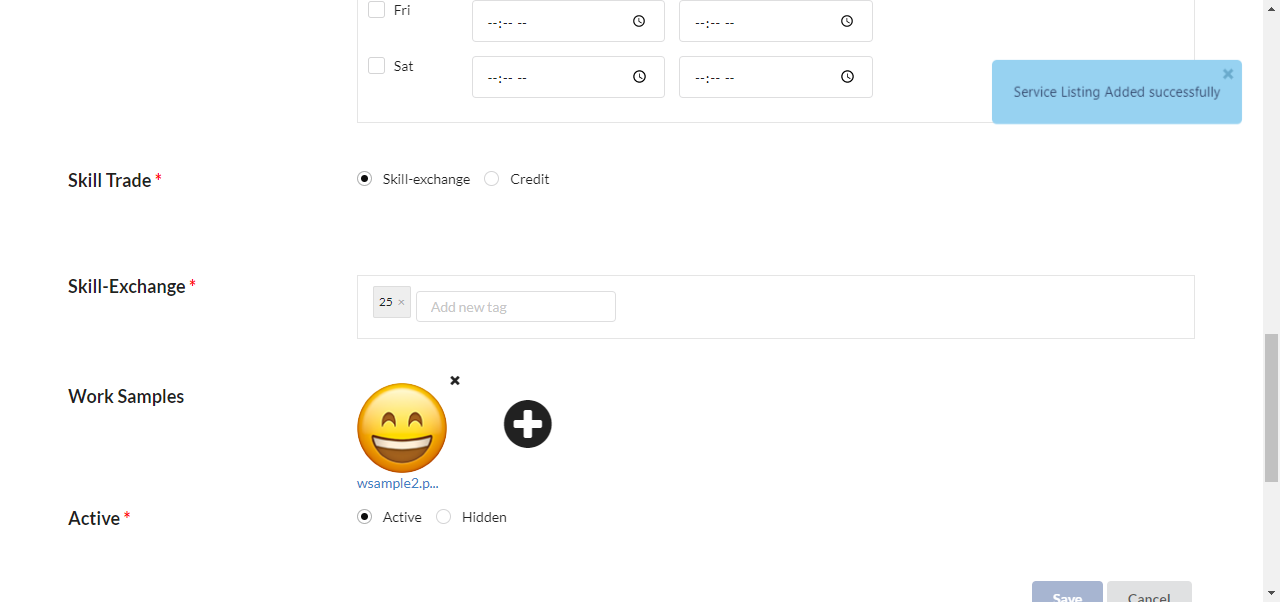 Fri --:-- -- --:-- --
Sat --:-- -- --:-- --
Service Listing Added successfully
Skill Trade * Skill-exchange Credit
Skill-Exchange * 25 × Add new tag
Work Samples
wsample2.p...
Active * Active Hidden
Save Cancel